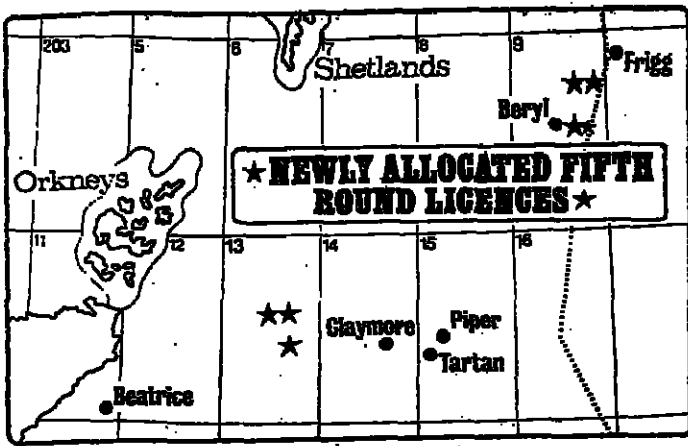 203
5
6
7
8
9
Shetlands
Frigg
Beryl
Orkneys
★ NEWLY ALLOCATED FIFTH
ROUND LICENCES ★
11
12
13
14
15
16
Claymore
Piper
Tartan
Beatrice